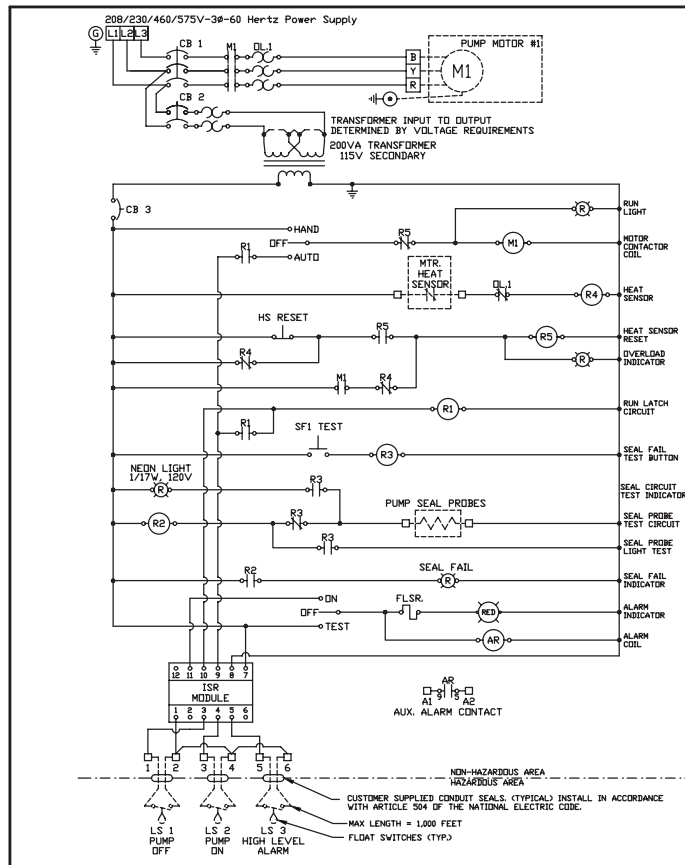 208/230/460/575V-3ø-60 Hertz Power Supply
G L1 L2 L3
CB 1
M1
OL1
PUMP MOTOR #1
B
Y
R
M1
CB 2
TRANSFORMER INPUT TO OUTPUT
DETERMINED BY VOLTAGE REQUIREMENTS
200VA TRANSFORMER
115V SECONDARY
CB 3
R
RUN
LIGHT
HAND
OFF
AUTO
R5
M1
MOTOR
CONTACTOR
COIL
R1
MTR.
HEAT
SENSOR
OL1
R4
HEAT
SENSOR
HS RESET
R5
R5
HEAT SENSOR
RESET
R4
R
OVERLOAD
INDICATOR
M1
R4
R1
RUN LATCH
CIRCUIT
R1
SF1 TEST
R3
SEAL FAIL
TEST BUTTON
NEON LIGHT
1/17W, 120V
R
R3
SEAL CIRCUIT
TEST INDICATOR
PUMP SEAL PROBES
R2
R3
SEAL PROBE
TEST CIRCUIT
R3
SEAL PROBE
LIGHT TEST
R2
SEAL FAIL
R
SEAL FAIL
INDICATOR
ON
OFF
TEST
FLSR.
RED
ALARM
INDICATOR
AR
ALARM
COIL
12 11 10 9 8 7
ISR
MODULE
1 2 3 4 5 6
AR
A1 9 5 A2
AUX. ALARM CONTACT
1 2 3 4 5 6
NON-HAZARDOUS AREA
HAZARDOUS AREA
CUSTOMER SUPPLIED CONDUIT SEALS. (TYPICAL) INSTALL IN ACCORDANCE
WITH ARTICLE 504 OF THE NATIONAL ELECTRIC CODE.
MAX LENGTH = 1,000 FEET
FLOAT SWITCHES (TYP.)
LS 1
PUMP
OFF
LS 2
PUMP
ON
LS 3
HIGH LEVEL
ALARM